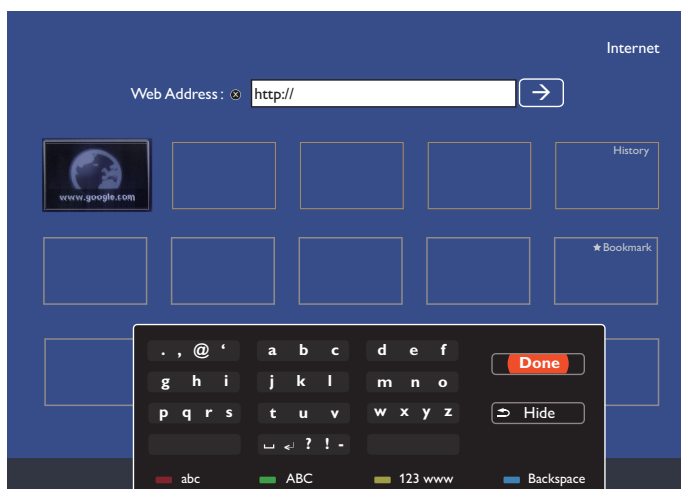 Internet
Web Address : ⊗ http:// →
www.google.com
History
★ Bookmark
. , @ ‘ a b c d e f
Done
g h i j k l m n o
p q r s t u v w x y z
Hide
␣ ↵ ? ! -
abc ABC 123 www Backspace